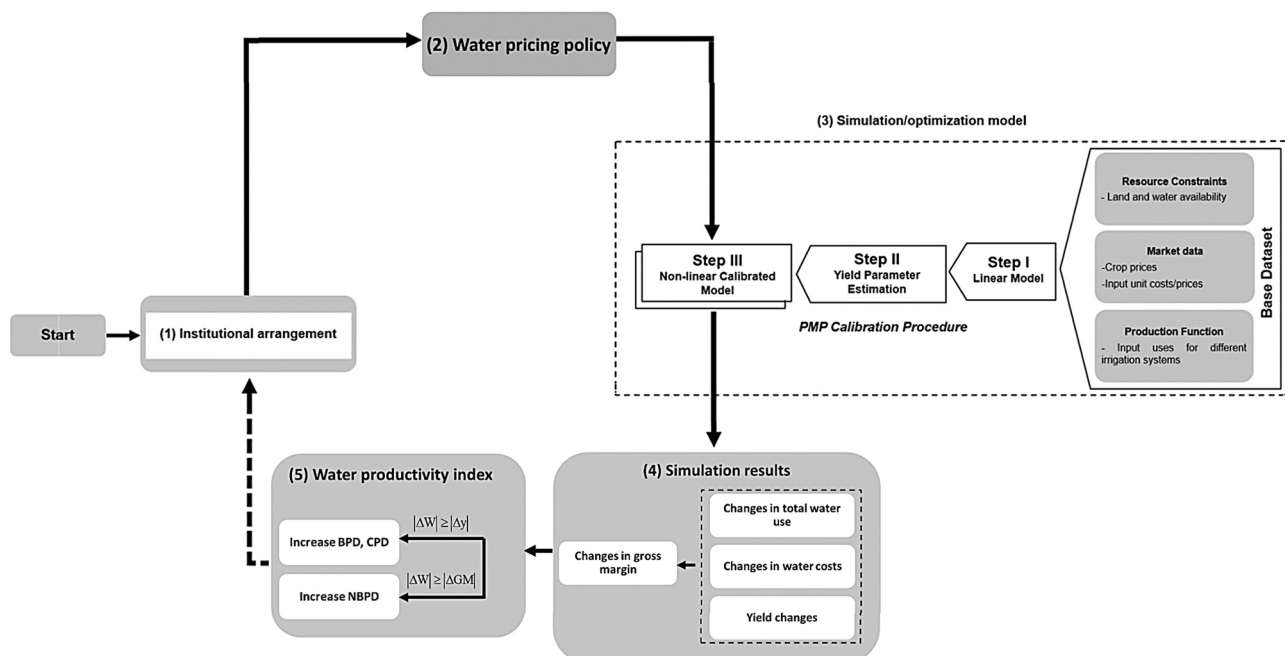 (2) Water pricing policy
(3) Simulation/optimization model
Resource Constraints
- Land and water availability
Market data
-Crop prices
-Input unit costs/prices
Production Function
- Input uses for different
irrigation systems
Base Dataset
Step I
Linear Model
Step II
Yield Parameter
Estimation
Step III
Non-linear Calibrated
Model
PMP Calibration Procedure
Start
(1) Institutional arrangement
(4) Simulation results
Changes in total water
use
Changes in water costs
Yield changes
Changes in gross
margin
(5) Water productivity index
|ΔW| ≥ |Δy|
Increase BPD, CPD
|ΔW| ≥ |ΔGM|
Increase NBPD